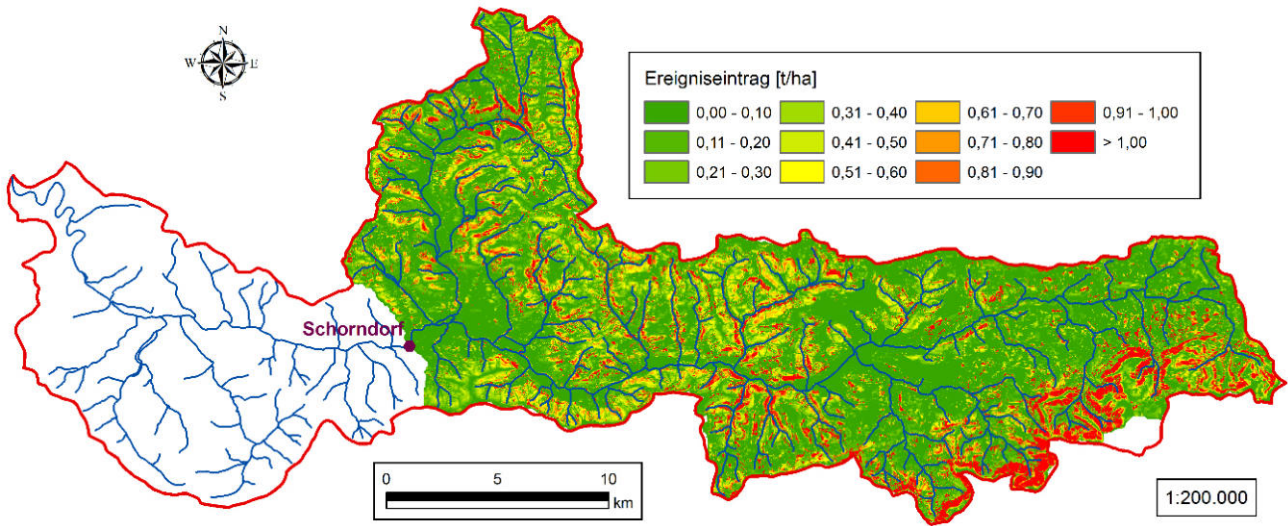 N
W E
S
Ereigniseintrag [t/ha]
0,00 - 0,10 0,31 - 0,40 0,61 - 0,70 0,91 - 1,00
0,11 - 0,20 0,41 - 0,50 0,71 - 0,80 > 1,00
0,21 - 0,30 0,51 - 0,60 0,81 - 0,90
Schorndorf
0 5 10
km
1:200.000